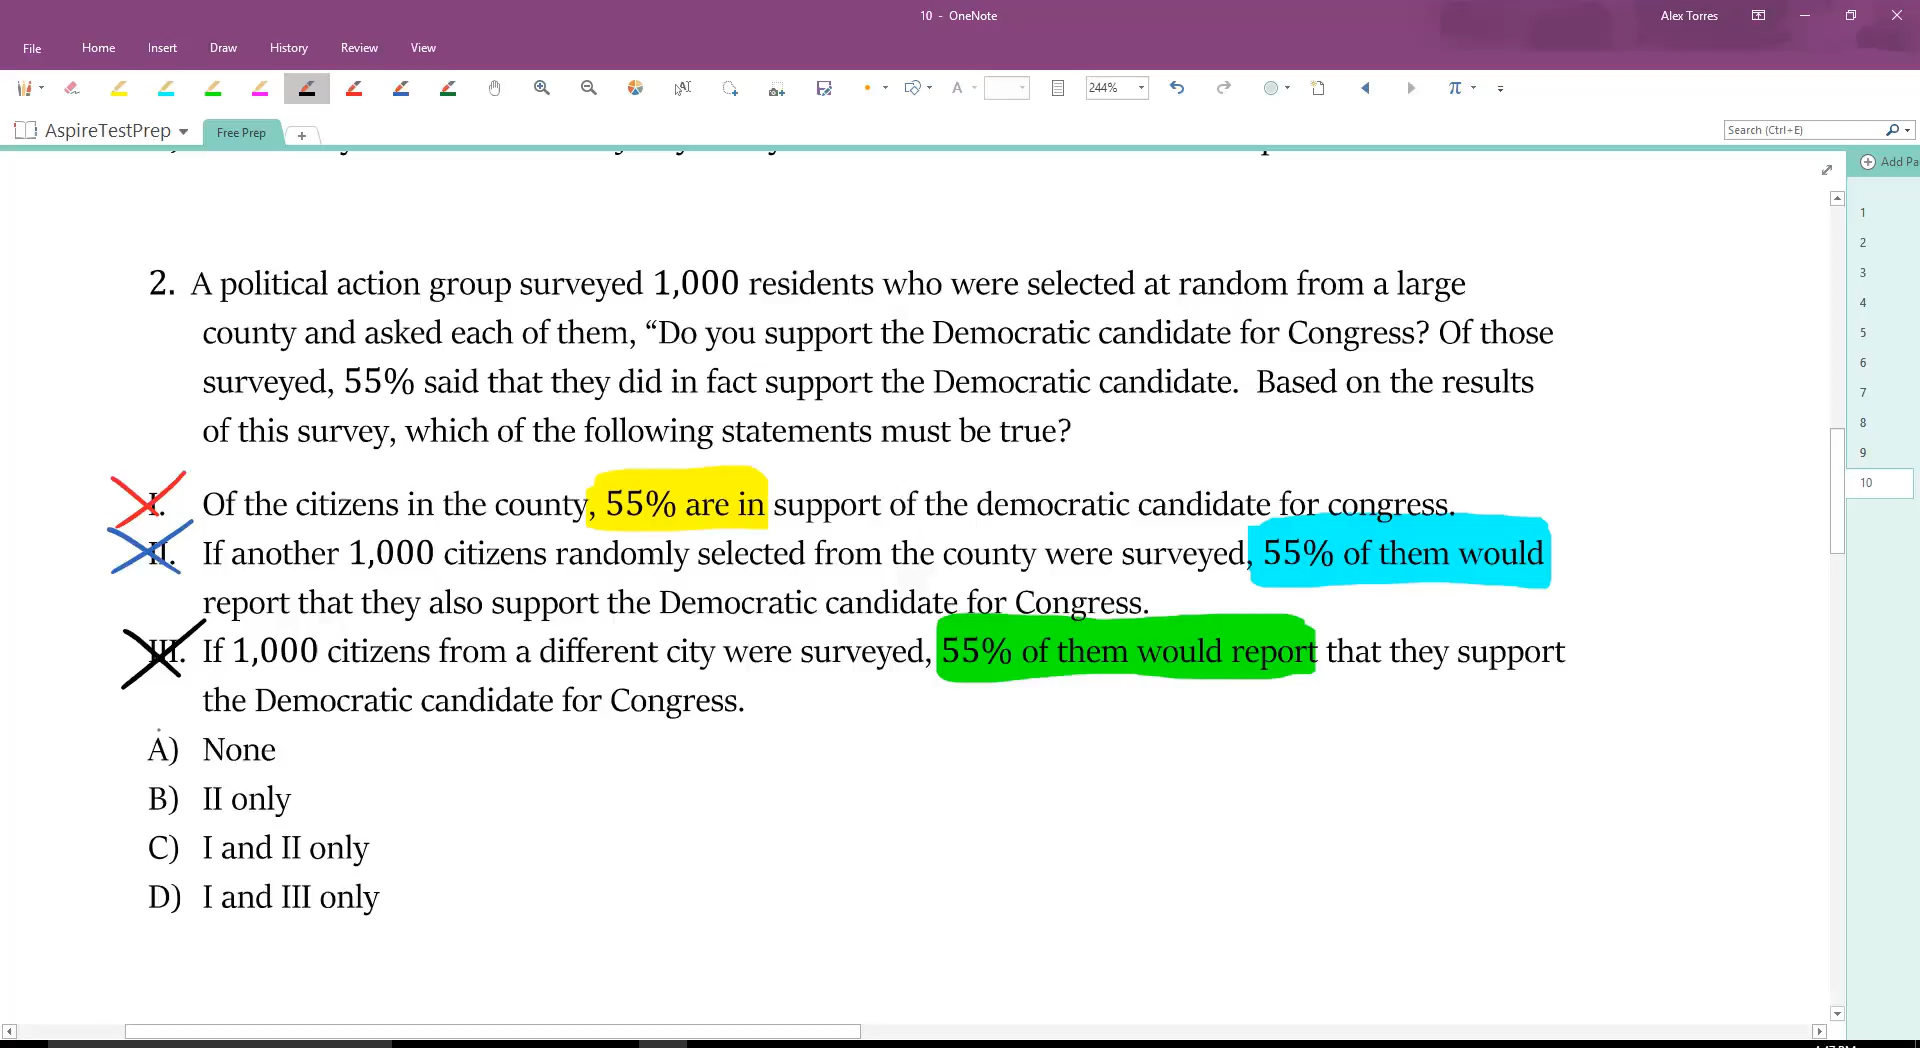 10 - OneNote
Alex Torres
File Home Insert Draw History Review View
244%
AspireTestPrep
Free Prep
Search (Ctrl+E)
Add Pa
1
2
3
4
5
6
7
8
9
10
2. A political action group surveyed 1,000 residents who were selected at random from a large
county and asked each of them, “Do you support the Democratic candidate for Congress? Of those
surveyed, 55% said that they did in fact support the Democratic candidate. Based on the results
of this survey, which of the following statements must be true?
I. Of the citizens in the county, 55% are in support of the democratic candidate for congress.
II. If another 1,000 citizens randomly selected from the county were surveyed, 55% of them would
report that they also support the Democratic candidate for Congress.
III. If 1,000 citizens from a different city were surveyed, 55% of them would report that they support
the Democratic candidate for Congress.
A) None
B) II only
C) I and II only
D) I and III only